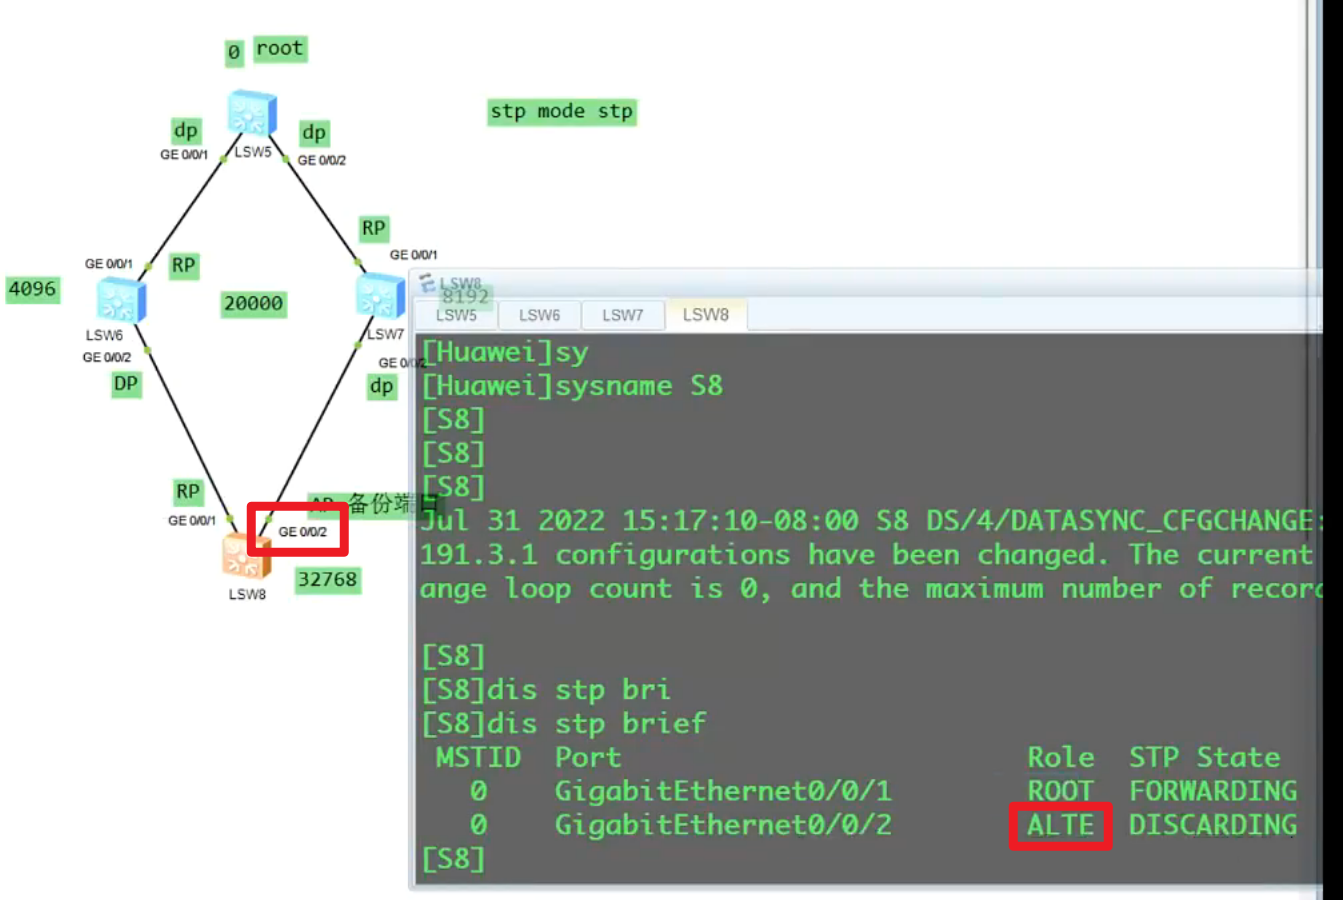 0 root
stp mode stp
dp
dp
GE 0/0/1
LSW5
GE 0/0/2
RP
GE 0/0/1
GE 0/0/1
RP
4096
20000
LSW6
LSW7
GE 0/0/2
GE 0/0/2
DP
dp
RP
AP 备份端口
GE 0/0/1
GE 0/0/2
32768
LSW8
LSW8
8192
LSW5 LSW6 LSW7 LSW8
[Huawei]sy
[Huawei]sysname S8
[S8]
[S8]
[S8]
Jul 31 2022 15:17:10-08:00 S8 DS/4/DATASYNC_CFGCHANGE:
191.3.1 configurations have been changed. The current
ange loop count is 0, and the maximum number of recor
[S8]
[S8]dis stp bri
[S8]dis stp brief
MSTID Port Role STP State
0 GigabitEthernet0/0/1 ROOT FORWARDING
0 GigabitEthernet0/0/2 ALTE DISCARDING
[S8]